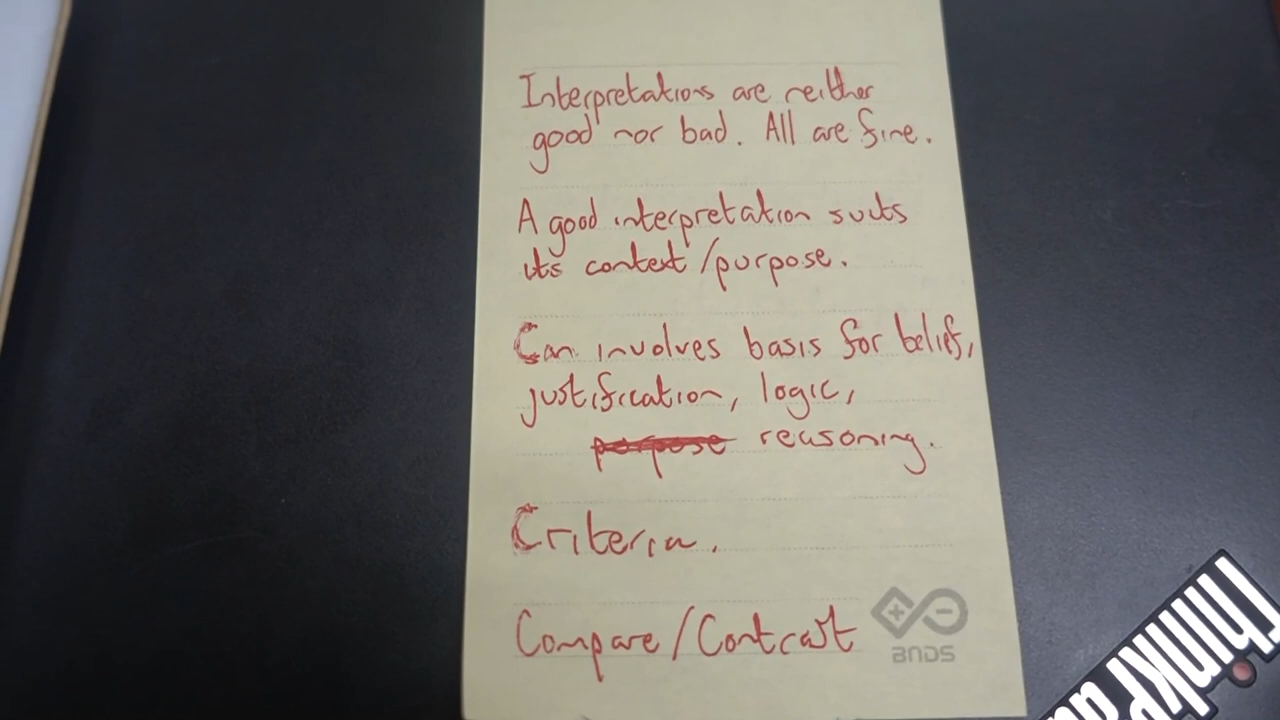 Interpretations are neither
good nor bad. All are fine.
A good interpretation suits
its context/purpose.
Can involves basis for belief,
justification, logic,
purpose reasoning.
Criteria.
Compare/Contrast
BNDS
ThinkPad